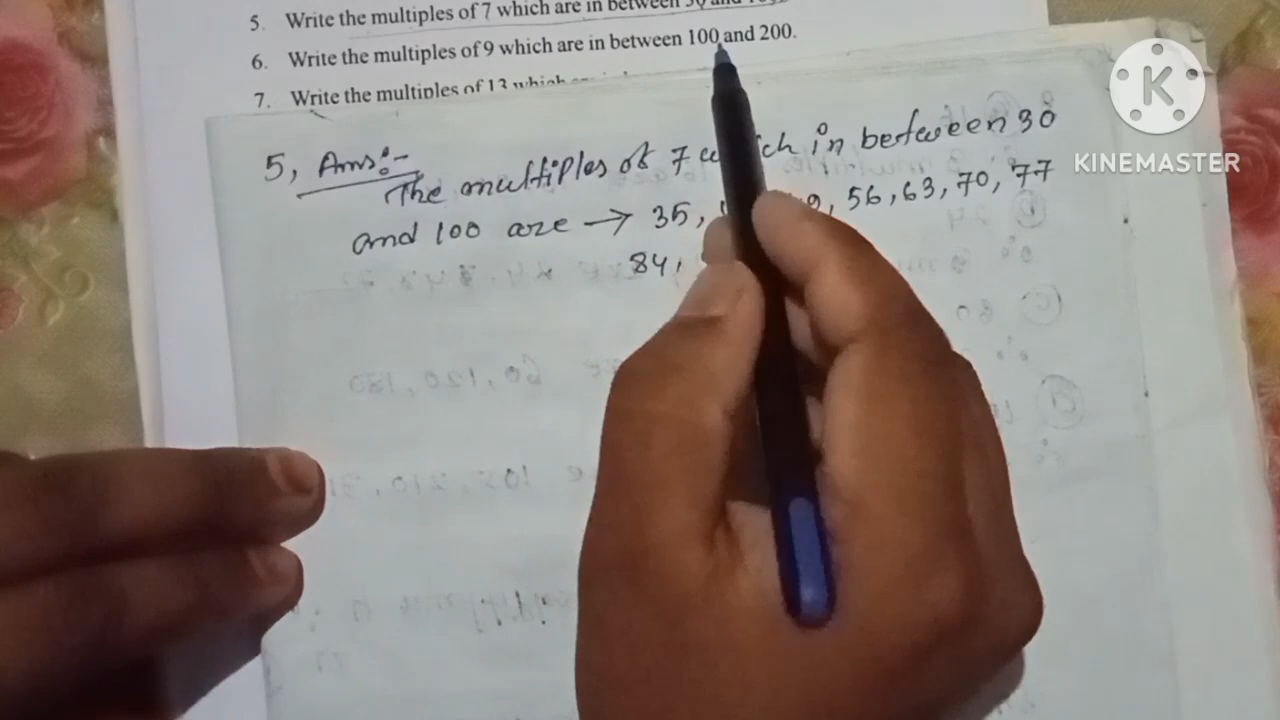 5. Write the multiples of 7 which are in between
6. Write the multiples of 9 which are in between 100 and 200.
7. Write the multiples of 13 which
5, Ans:-
The multiples of 7 in between 30
and 100 are → 35, 56, 63, 70, 77
84,
K
KINEMASTER